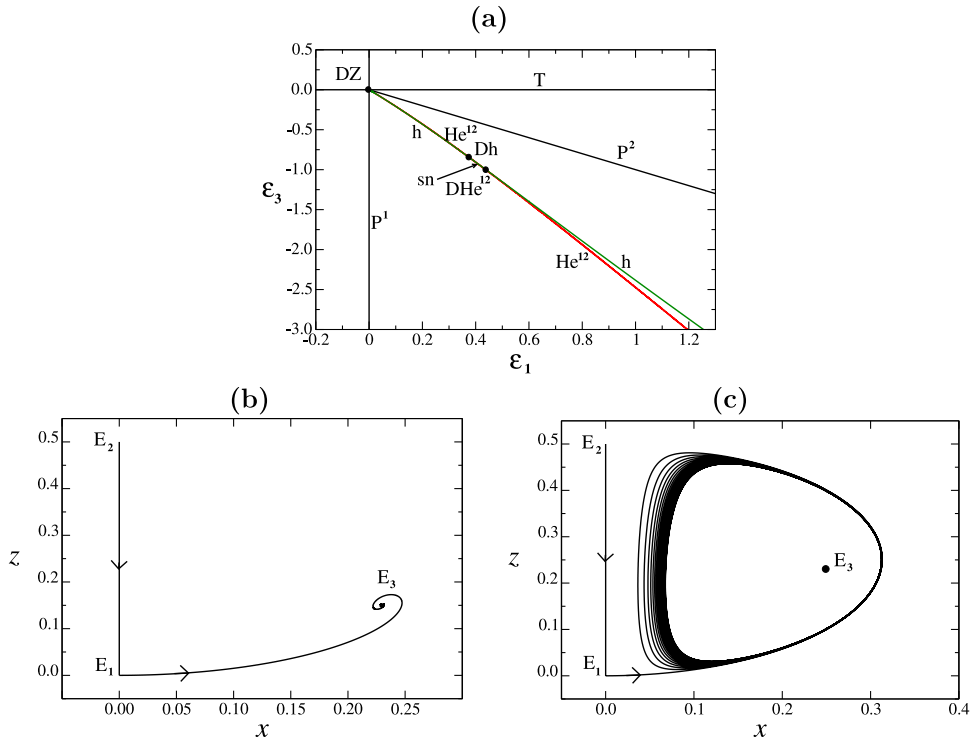 (a)
0.5
DZ
T
0.0
He¹²
h
Dh
-0.5
P²
sn
-1.0
DHe¹²
ε₃
P¹
-1.5
-2.0
He¹²
h
-2.5
-3.0
-0.2 0 0.2 0.4 0.6 0.8 1 1.2
ε₁
(b)
0.5
E₂
0.4
0.3
z
0.2
E₃
0.1
E₁
0.0
0.00 0.05 0.10 0.15 0.20 0.25
x
(c)
0.5
E₂
0.4
0.3
z
E₃
0.2
0.1
E₁
0.0
0.0 0.1 0.2 0.3 0.4
x